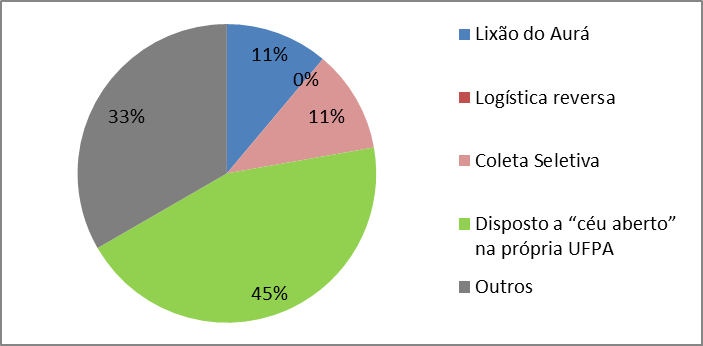 11%
0%
11%
45%
33%
Lixão do Aurá
Logística reversa
Coleta Seletiva
Disposto a “céu aberto”
na própria UFPA
Outros